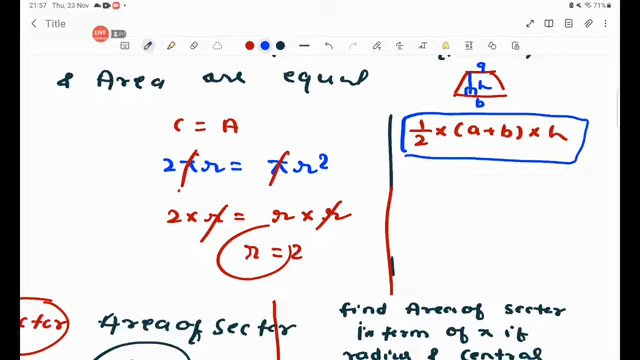 21:57 Thu, 23 Nov
71%
Title
LIVE
& Area are equal
C = A
2πr = πr2
2 × r = r × r
r = 2
a
h
b
1/2 × (a+b) × h
Area of sector
find Area of sector
in term of x if
radius & central